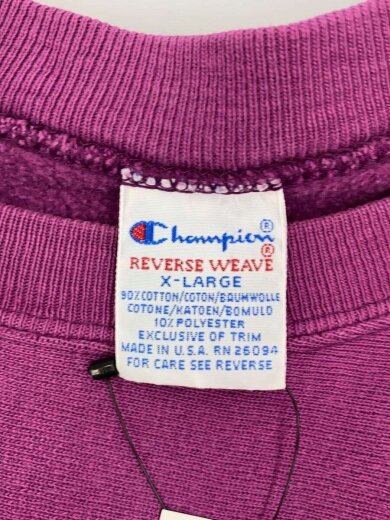 Champion®
REVERSE WEAVE®
X-LARGE
90% COTTON/COTON/BAUMWOLLE
COTONE/KATOEN/BOMULD
10% POLYESTER
EXCLUSIVE OF TRIM
MADE IN U.S.A. RN 26094
FOR CARE SEE REVERSE